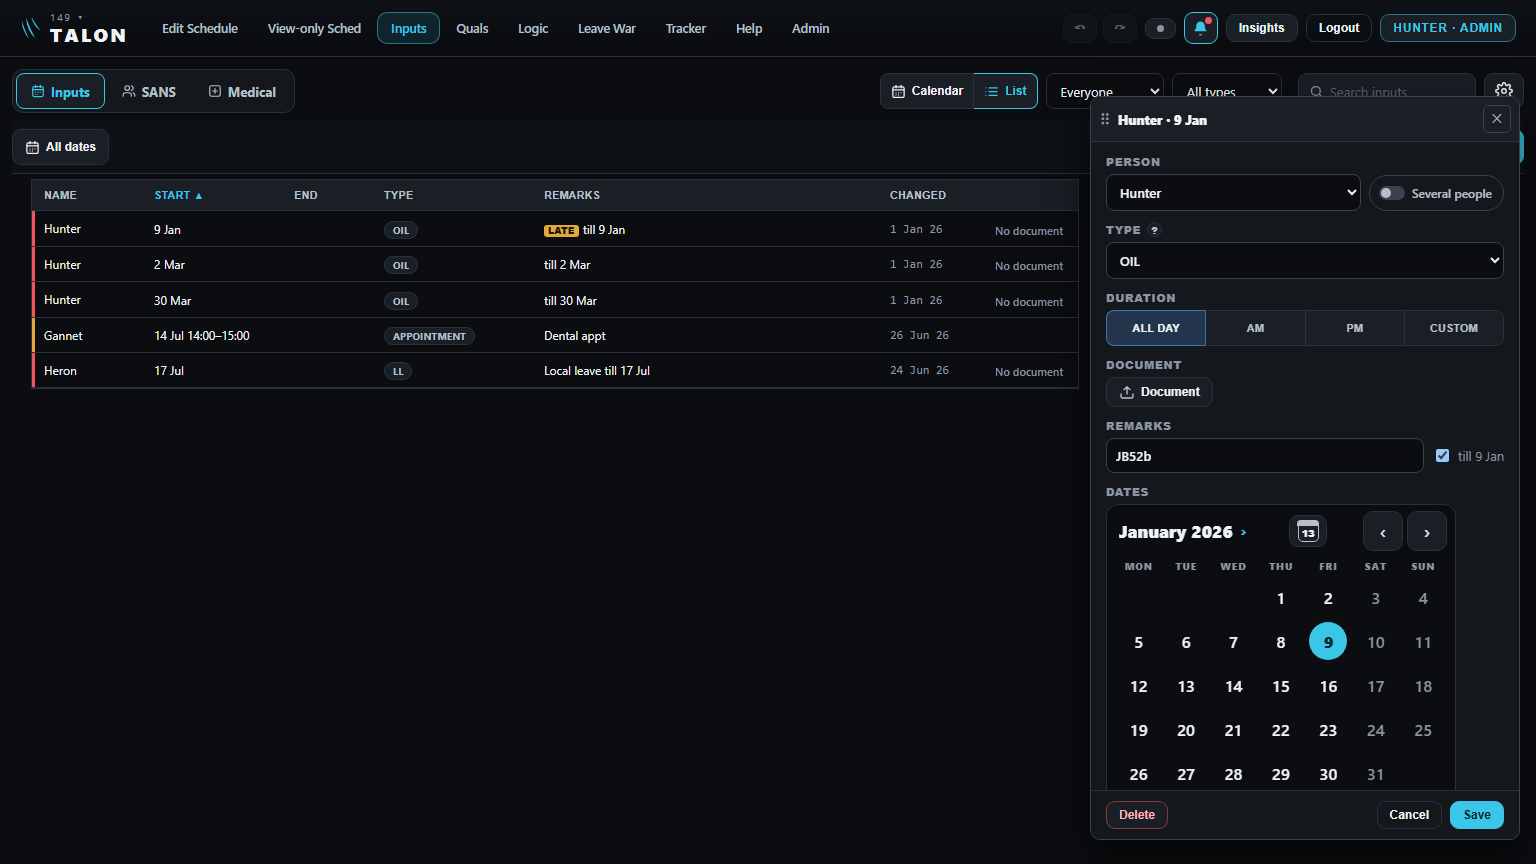 149 ▾
TALON
Edit Schedule
View-only Sched
Inputs
Quals
Logic
Leave War
Tracker
Help
Admin
Insights
Logout
HUNTER · ADMIN
Inputs
SANS
Medical
Calendar
List
Everyone
All types
Search inputs
All dates
NAME START ▲ END TYPE REMARKS CHANGED
Hunter 9 Jan OIL LATE till 9 Jan 1 Jan 26 No document
Hunter 2 Mar OIL till 2 Mar 1 Jan 26 No document
Hunter 30 Mar OIL till 30 Mar 1 Jan 26 No document
Gannet 14 Jul 14:00–15:00 APPOINTMENT Dental appt 26 Jun 26
Heron 17 Jul LL Local leave till 17 Jul 24 Jun 26 No document
Hunter · 9 Jan
PERSON
Hunter
Several people
TYPE ?
OIL
DURATION
ALL DAY AM PM CUSTOM
DOCUMENT
Document
REMARKS
JB52b
till 9 Jan
DATES
January 2026 ›
13
‹ ›
MON TUE WED THU FRI SAT SUN
1 2 3 4
5 6 7 8 9 10 11
12 13 14 15 16 17 18
19 20 21 22 23 24 25
26 27 28 29 30 31
Delete
Cancel
Save